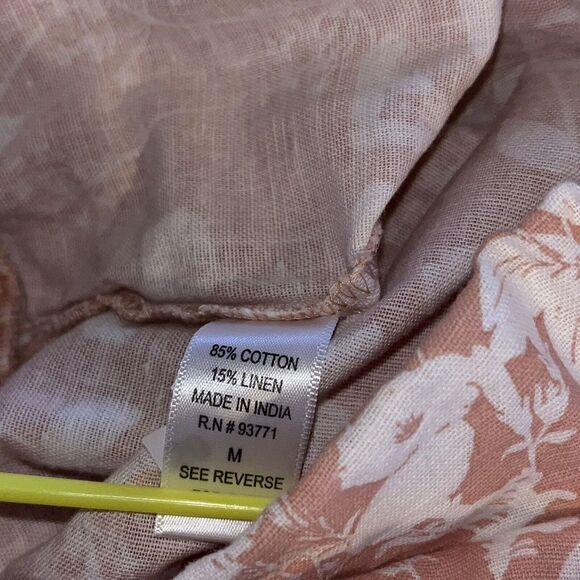 85% COTTON
15% LINEN
MADE IN INDIA
R.N # 93771
M
SEE REVERSE